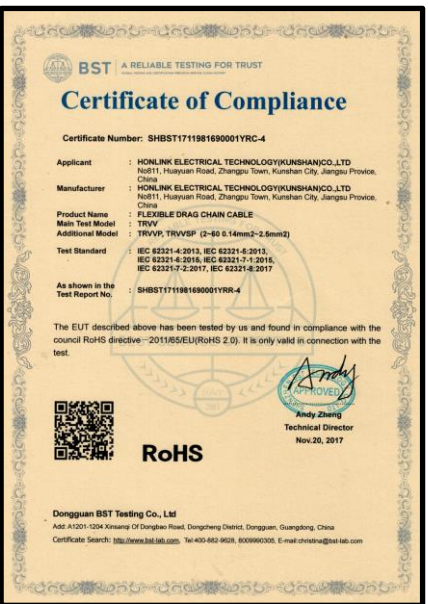 BST A RELIABLE TESTING FOR TRUST
Certificate of Compliance
Certificate Number: SHBST1711981690001YRC-4
Applicant : HONLINK ELECTRICAL TECHNOLOGY(KUNSHAN)CO.,LTD
No811, Huayuan Road, Zhangpu Town, Kunshan City, Jiangsu Provice,
China
Manufacturer : HONLINK ELECTRICAL TECHNOLOGY(KUNSHAN)CO.,LTD
No811, Huayuan Road, Zhangpu Town, Kunshan City, Jiangsu Provice,
China
Product Name : FLEXIBLE DRAG CHAIN CABLE
Main Test Model : TRVV
Additional Model : TRVVP, TRVVSP (2~60 0.14mm2~2.5mm2)
Test Standard : IEC 62321-4:2013, IEC 62321-5:2013,
IEC 62321-6:2015, IEC 62321-7-1:2015,
IEC 62321-7-2:2017, IEC 62321-8:2017
As shown in the
Test Report No. : SHBST1711981690001YRR-4
The EUT described above has been tested by us and found in compliance with the
council RoHS directive 2011/65/EU(RoHS 2.0). It is only valid in connection with the
test.
Andy
APPROVED
Andy Zheng
Technical Director
Nov.20, 2017
RoHS
Dongguan BST Testing Co., Ltd
Add: A1201-1204 Xinsanqi Of Dongbao Road, Dongcheng District, Dongguan, Guangdong, China
Certificate Search: http://www.bst-lab.com, Tel:400-882-9628, 8009990305, E-mail:christina@bst-lab.com